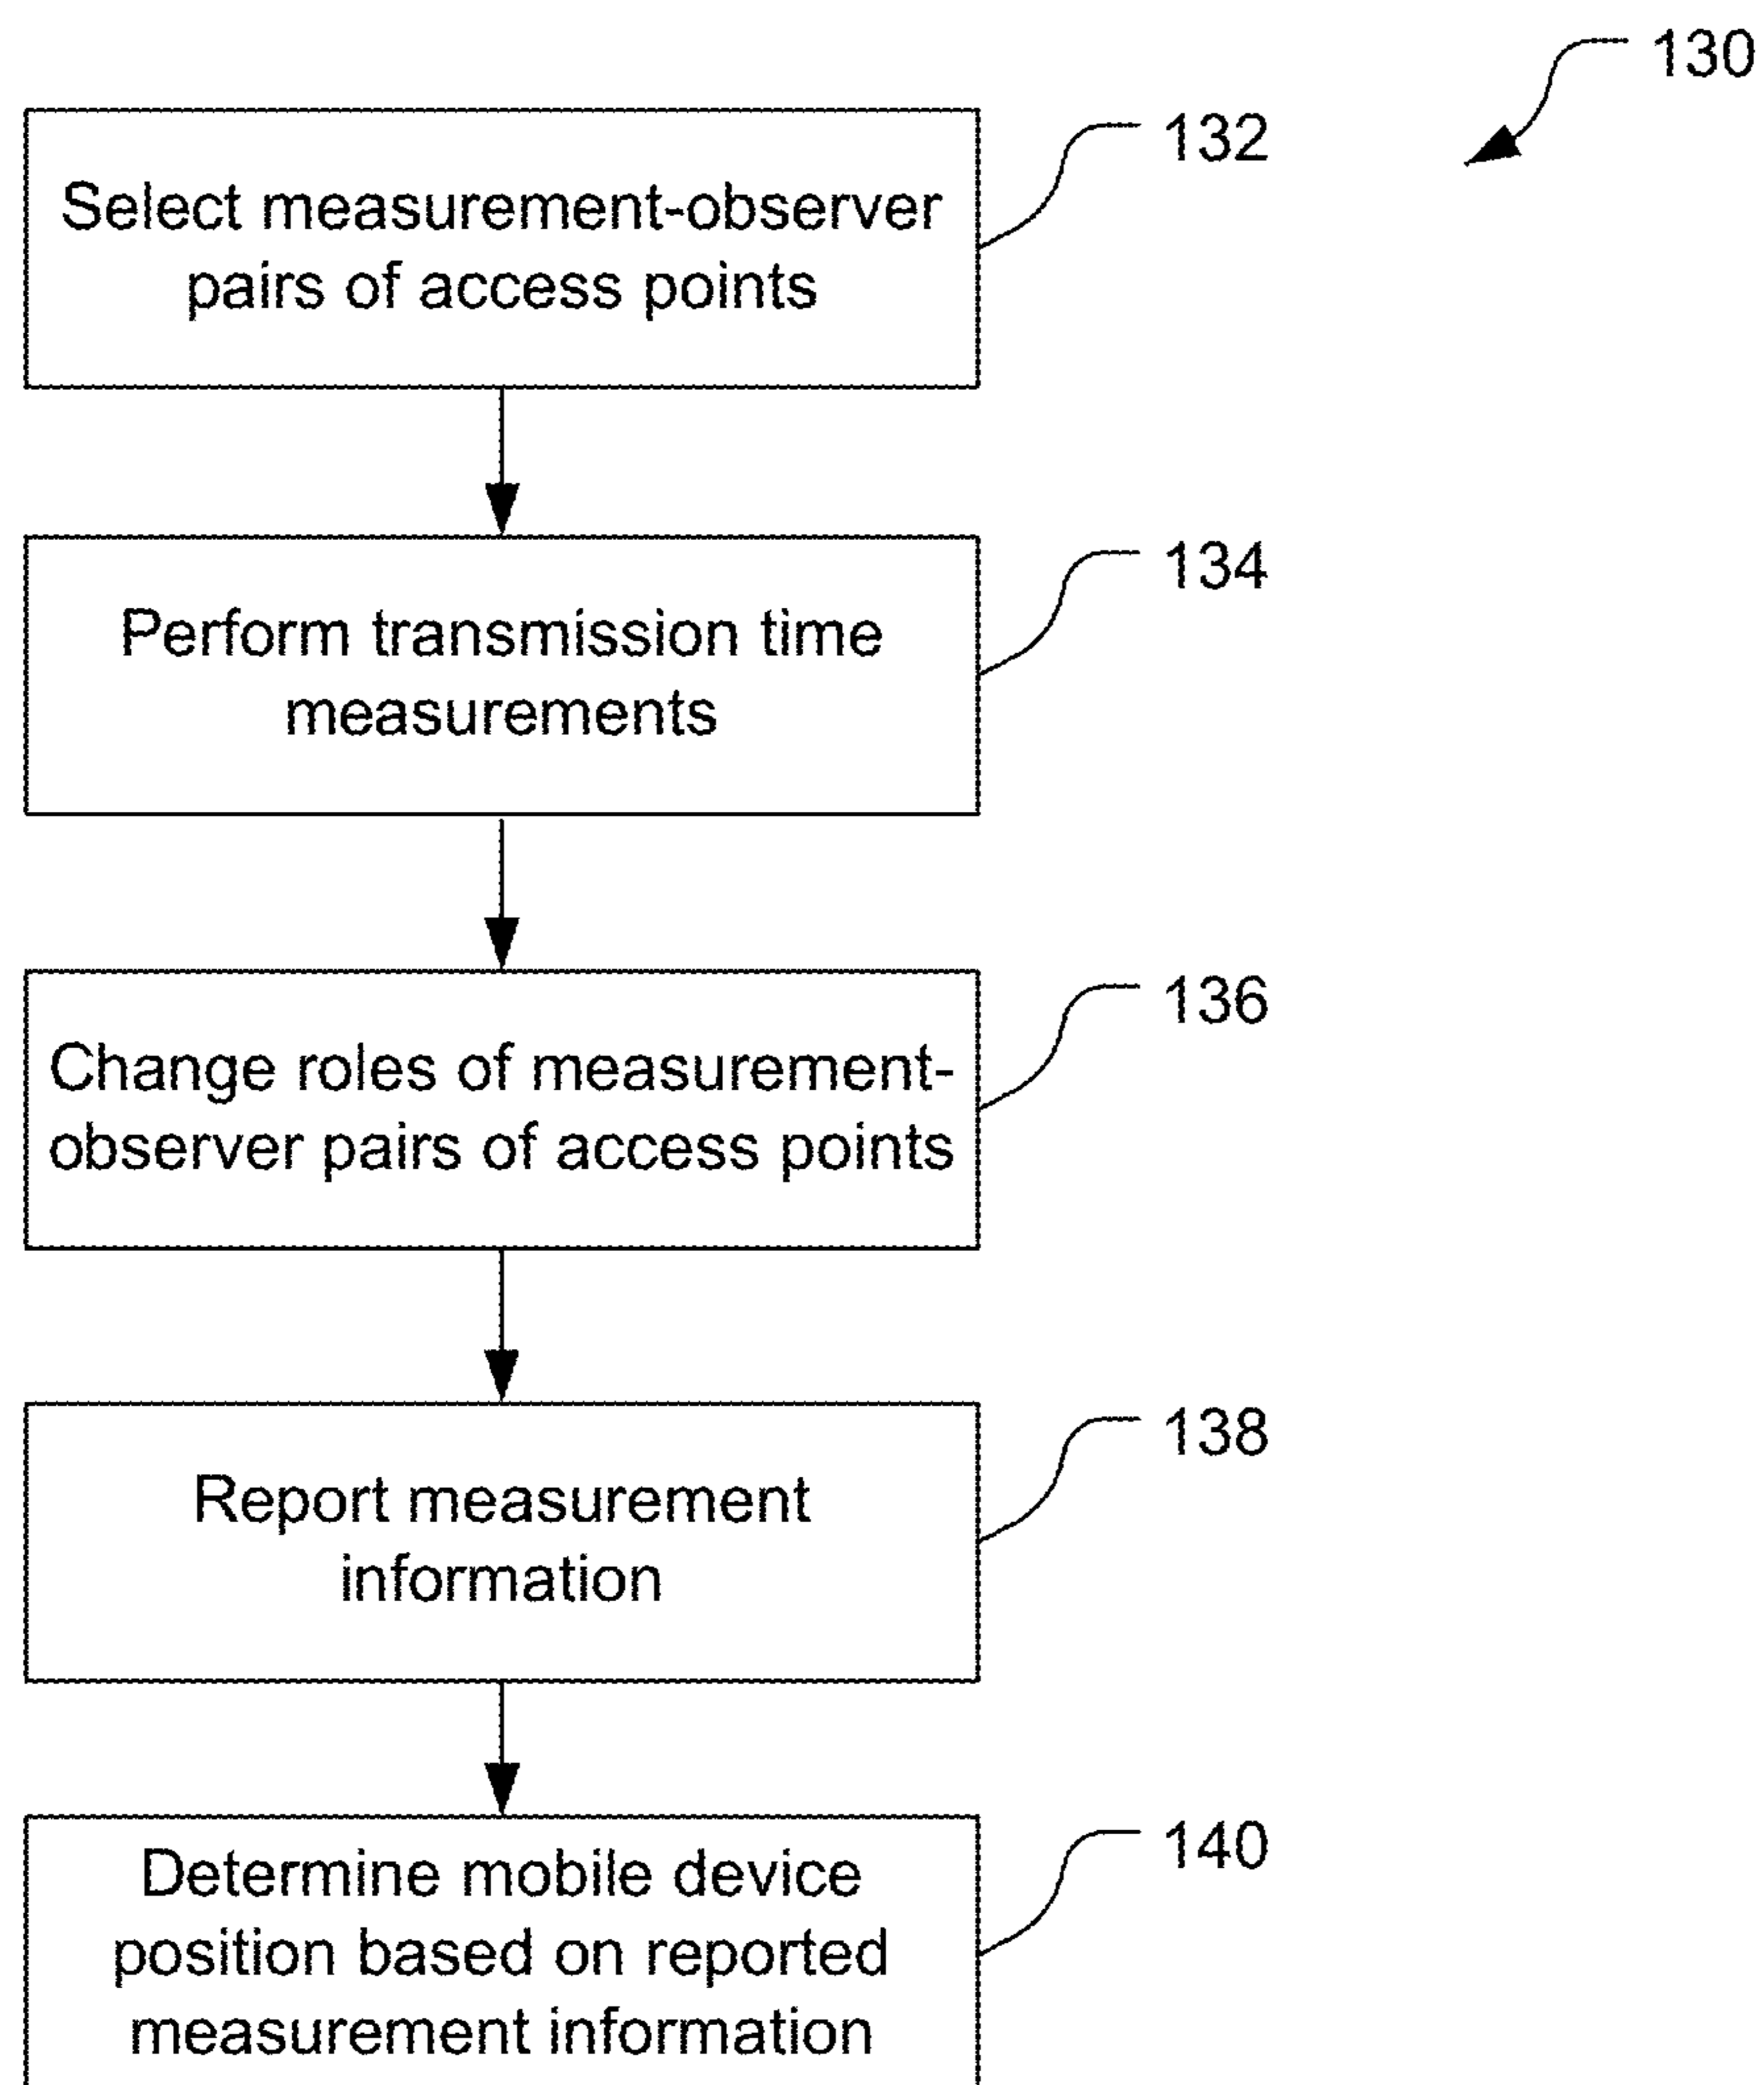 130
132
Select measurement-observer
pairs of access points
134
Perform transmission time
measurements
136
Change roles of measurement-
observer pairs of access points
138
Report measurement
information
140
Determine mobile device
position based on reported
measurement information